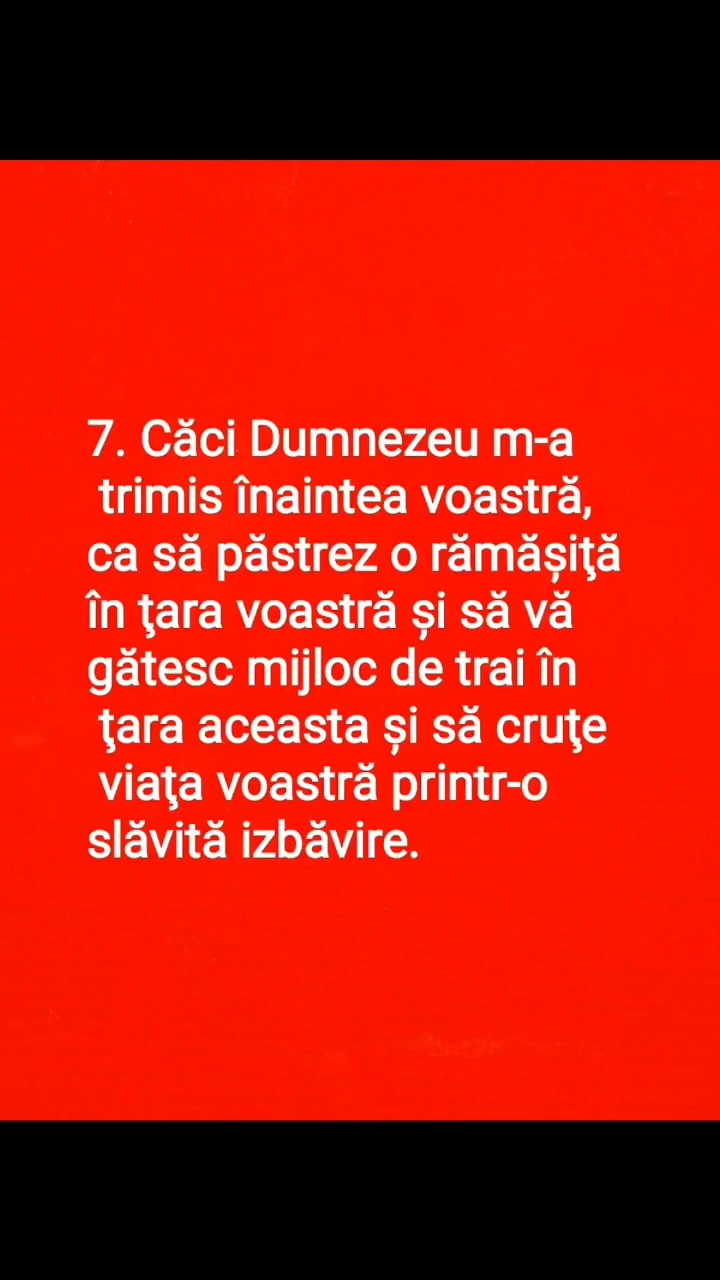 7. Căci Dumnezeu m-a
trimis înaintea voastră,
ca să păstrez o rămășiţă
în ţara voastră și să vă
gătesc mijloc de trai în
ţara aceasta și să cruţe
viaţa voastră printr-o
slăvită izbăvire.